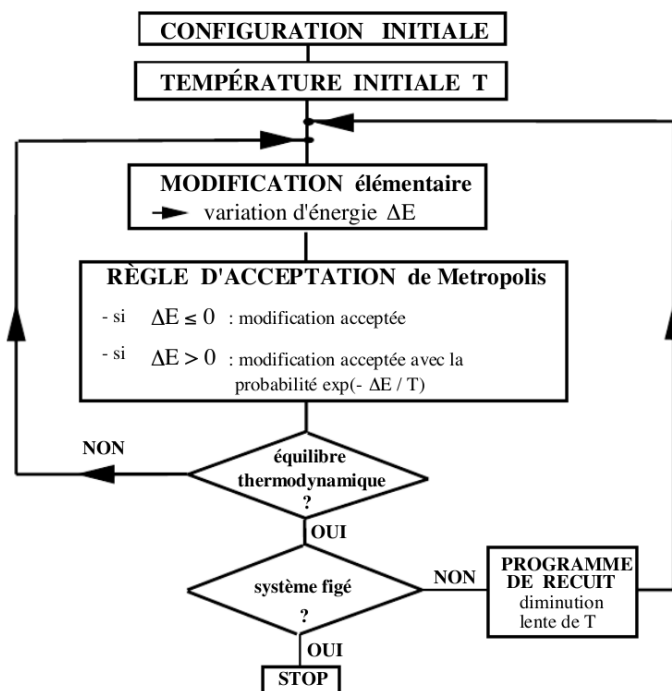 CONFIGURATION INITIALE
TEMPÉRATURE INITIALE T
MODIFICATION élémentaire
variation d'énergie ΔE
RÈGLE D'ACCEPTATION de Metropolis
- si ΔE ≤ 0 : modification acceptée
- si ΔE > 0 : modification acceptée avec la
probabilité exp(- ΔE / T)
NON
équilibre
thermodynamique
?
OUI
système figé
?
NON
PROGRAMME
DE RECUIT
diminution
lente de T
OUI
STOP